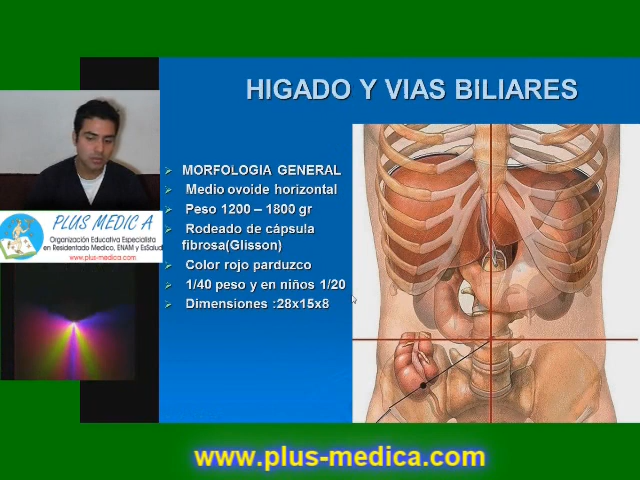 HIGADO Y VIAS BILIARES
MORFOLOGIA GENERAL
Medio ovoide horizontal
Peso 1200 – 1800 gr
Rodeado de cápsula
fibrosa(Glisson)
Color rojo parduzco
1/40 peso y en niños 1/20
Dimensiones :28x15x8
PLUS MEDIC A
Organización Educativa Especialista
en Residentado Medico, ENAM y EsSalud
www.plus-medica.com
www.plus-medica.com